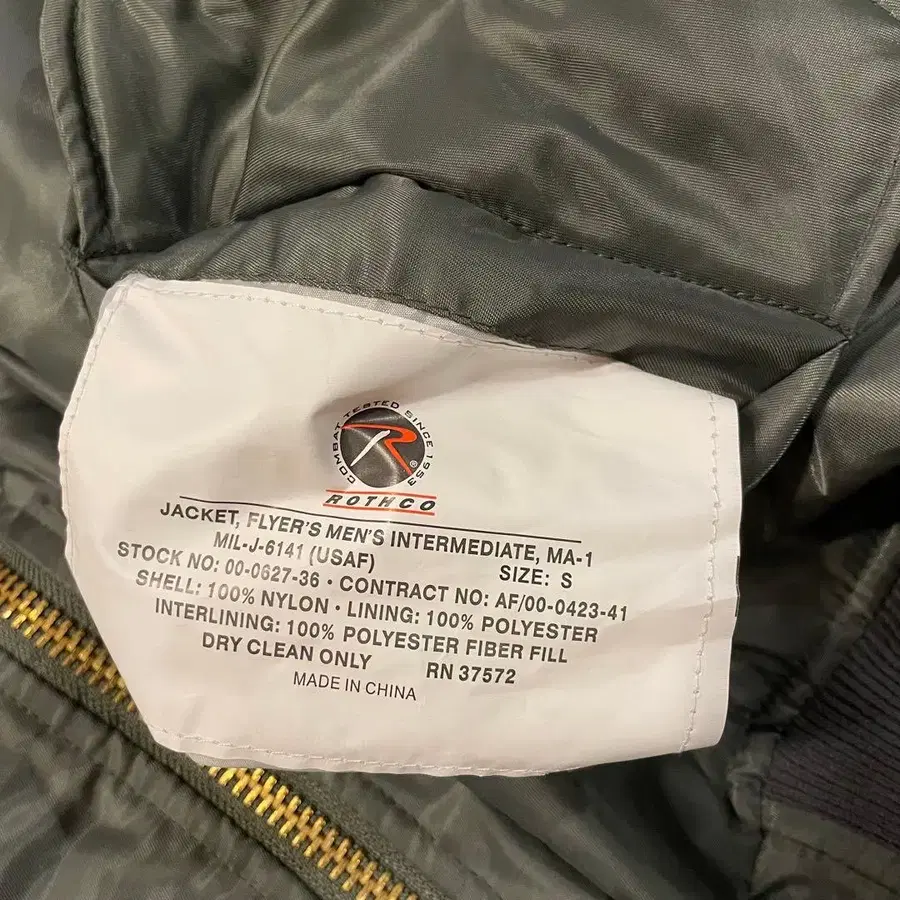 COMBAT TESTED SINCE 1953
R®
ROTHCO
JACKET, FLYER'S MEN'S INTERMEDIATE, MA-1
MIL-J-6141 (USAF) SIZE: S
STOCK NO: 00-0627-36 • CONTRACT NO: AF/00-0423-41
SHELL: 100% NYLON • LINING: 100% POLYESTER
INTERLINING: 100% POLYESTER FIBER FILL
DRY CLEAN ONLY RN 37572
MADE IN CHINA